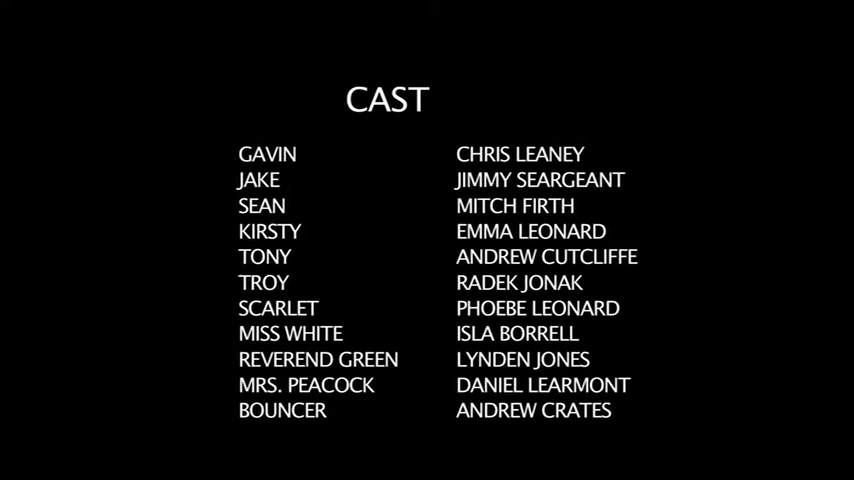 CAST
GAVIN CHRIS LEANEY
JAKE JIMMY SEARGEANT
SEAN MITCH FIRTH
KIRSTY EMMA LEONARD
TONY ANDREW CUTCLIFFE
TROY RADEK JONAK
SCARLET PHOEBE LEONARD
MISS WHITE ISLA BORRELL
REVEREND GREEN LYNDEN JONES
MRS. PEACOCK DANIEL LEARMONT
BOUNCER ANDREW CRATES